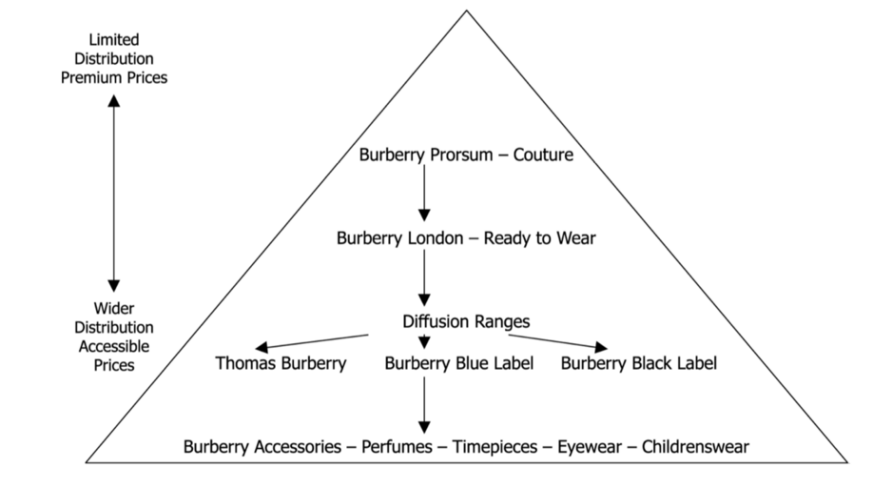 Limited
Distribution
Premium Prices
Burberry Prorsum – Couture
Burberry London – Ready to Wear
Diffusion Ranges
Wider
Distribution
Accessible
Prices
Thomas Burberry
Burberry Blue Label
Burberry Black Label
Burberry Accessories – Perfumes – Timepieces – Eyewear – Childrenswear